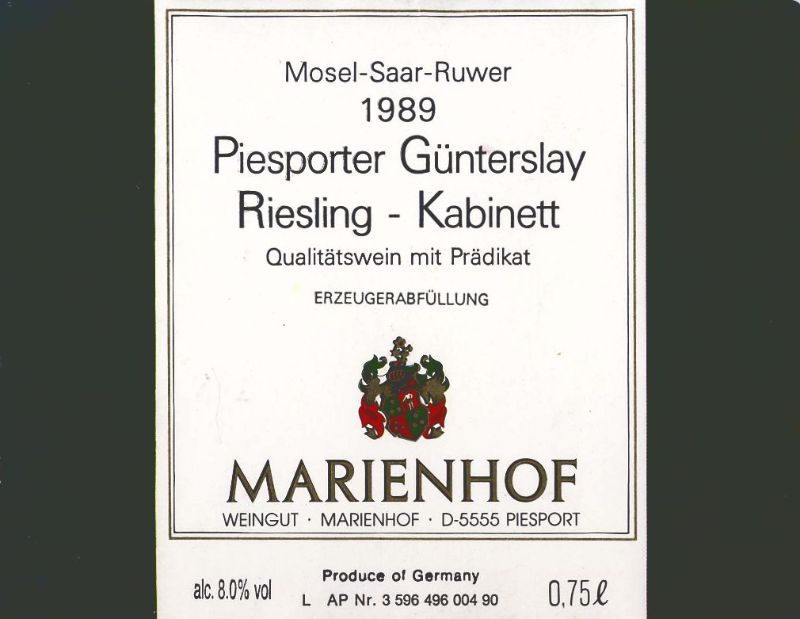 Mosel-Saar-Ruwer
1989
Piesporter Günterslay
Riesling - Kabinett
Qualitätswein mit Prädikat
ERZEUGERABFÜLLUNG
MARIENHOF
WEINGUT · MARIENHOF · D-5555 PIESPORT
alc. 8.0% vol
Produce of Germany
L AP Nr. 3 596 496 004 90
0,75ℓ